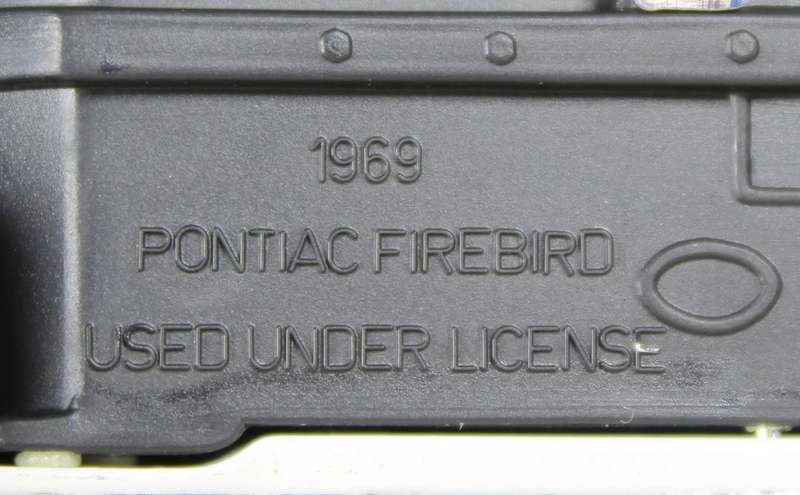 1969
PONTIAC FIREBIRD
USED UNDER LICENSE